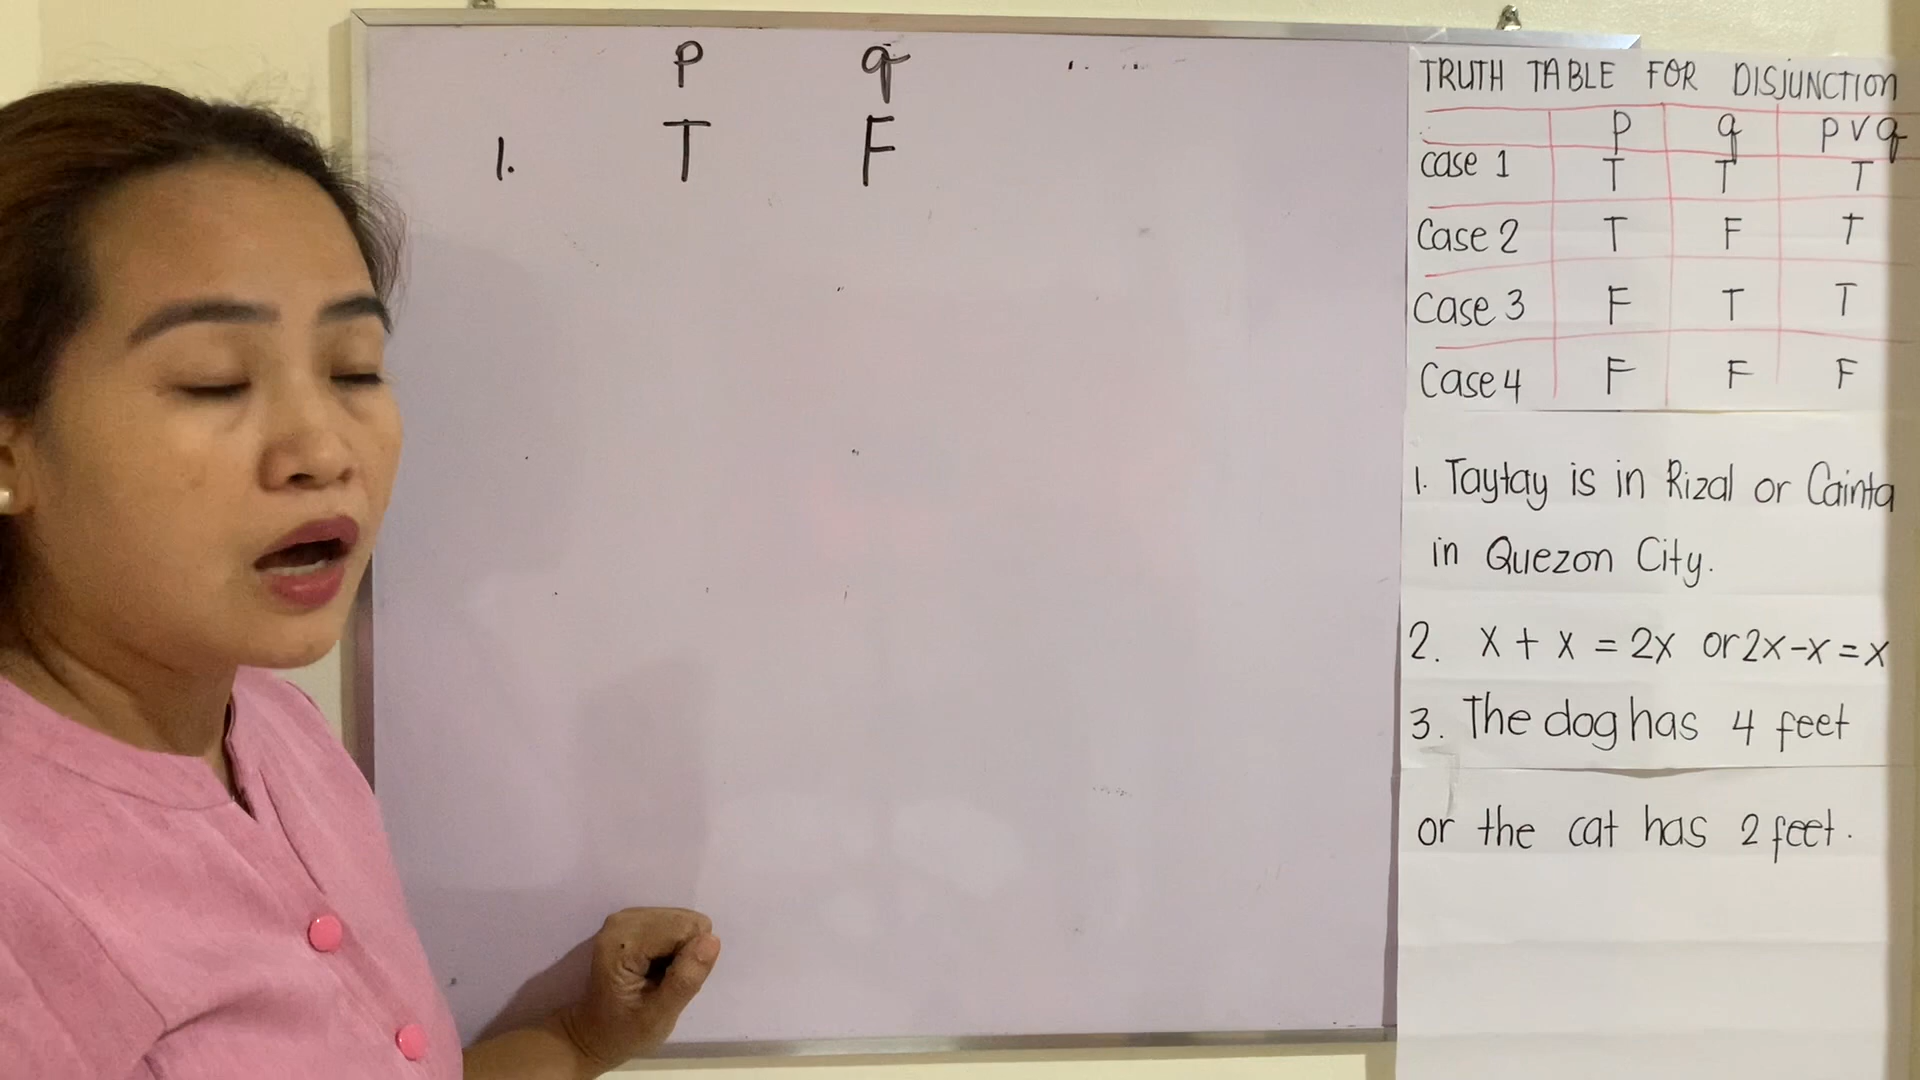 p q
1. T F
TRUTH TABLE FOR DISJUNCTION
p q p v q
case 1 T T T
Case 2 T F T
Case 3 F T T
Case 4 F F F
1. Taytay is in Rizal or Cainta
in Quezon City.
2. x + x = 2x or 2x-x = x
3. The dog has 4 feet
or the cat has 2 feet.